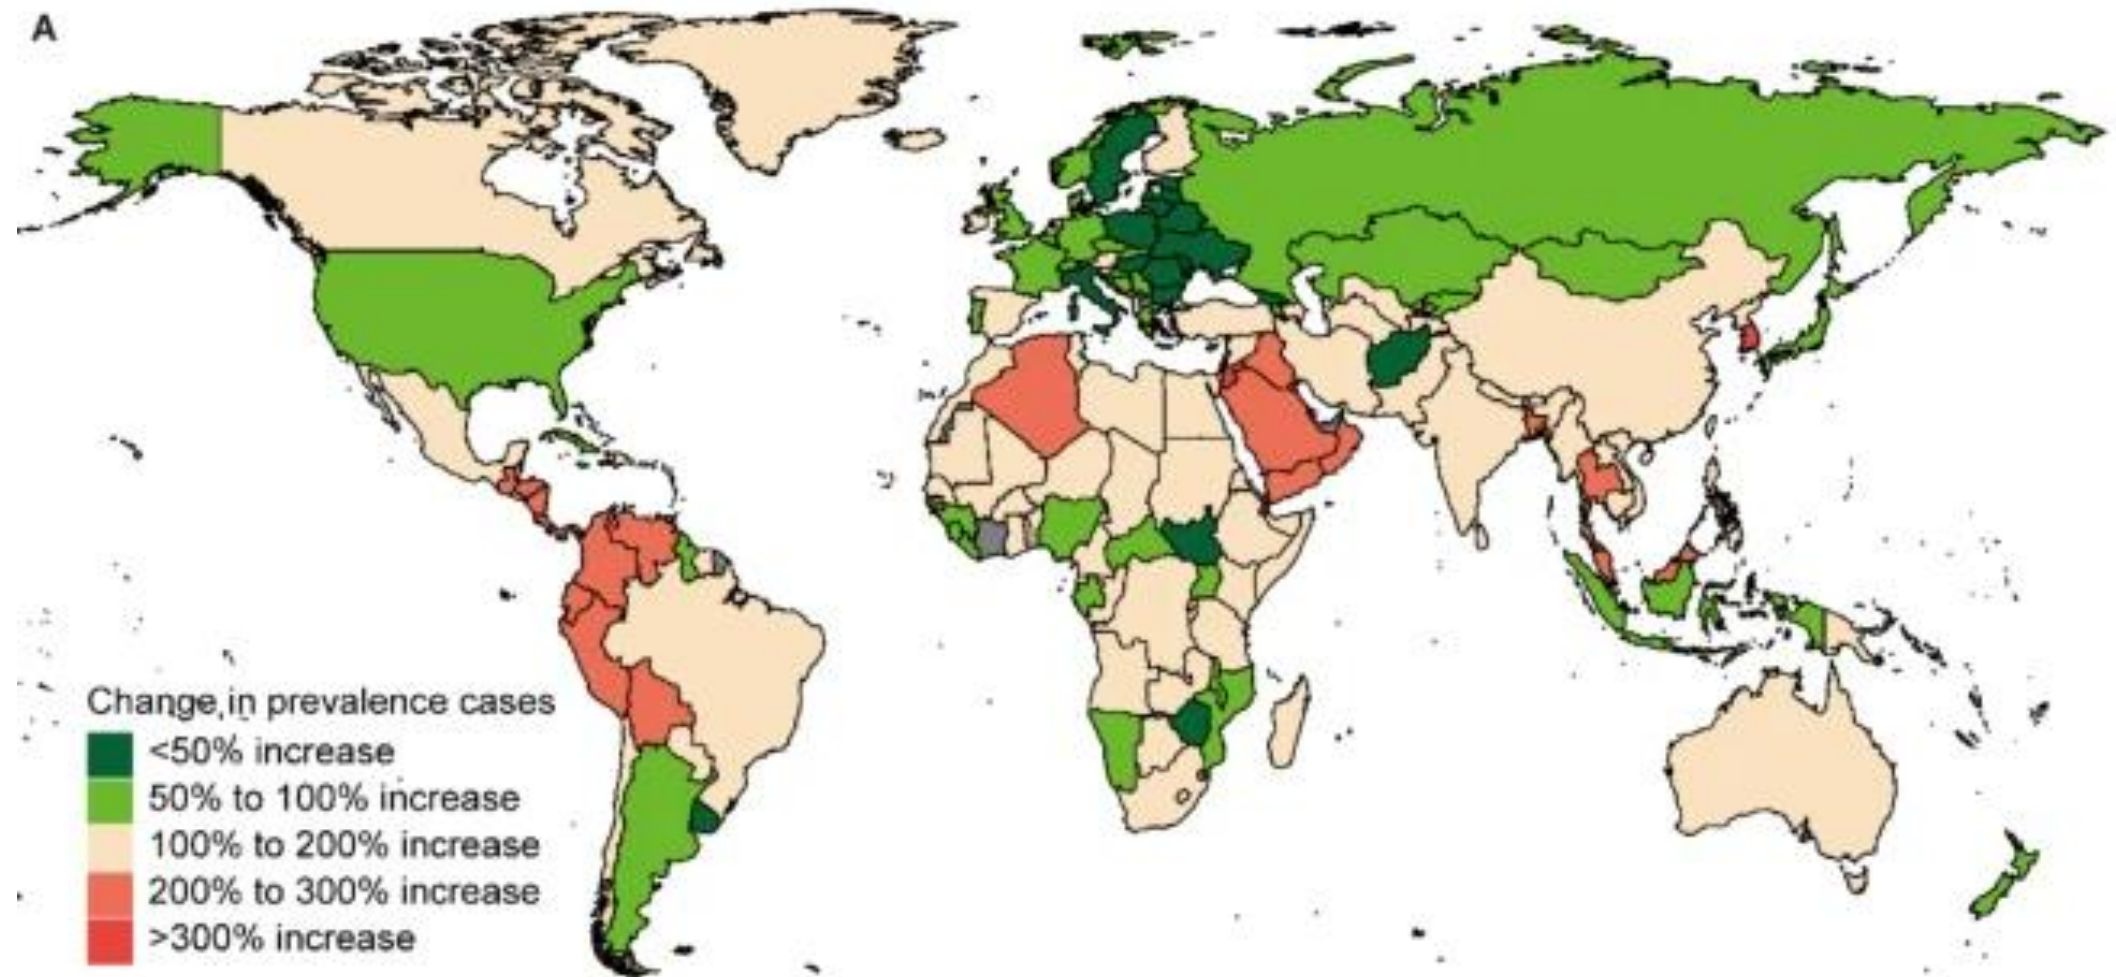 A
Change in prevalence cases
<50% increase
50% to 100% increase
100% to 200% increase
200% to 300% increase
>300% increase